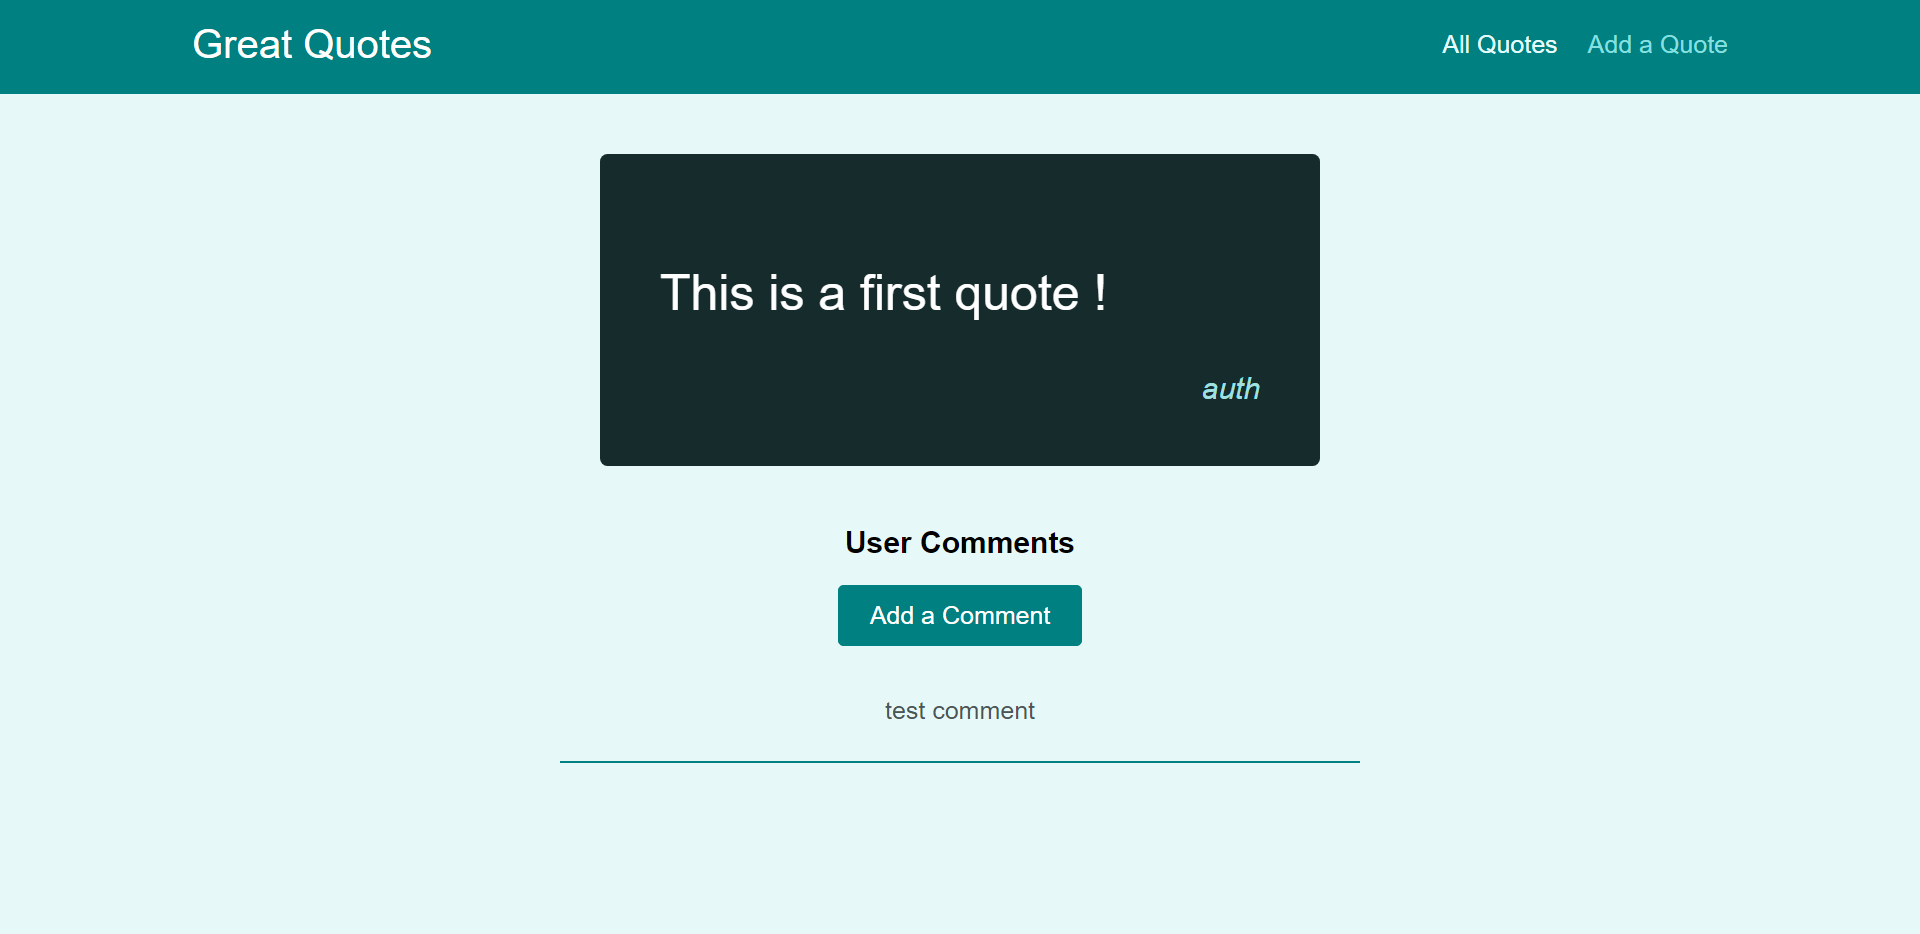 Great Quotes
All Quotes Add a Quote
This is a first quote !
auth
User Comments
Add a Comment
test comment